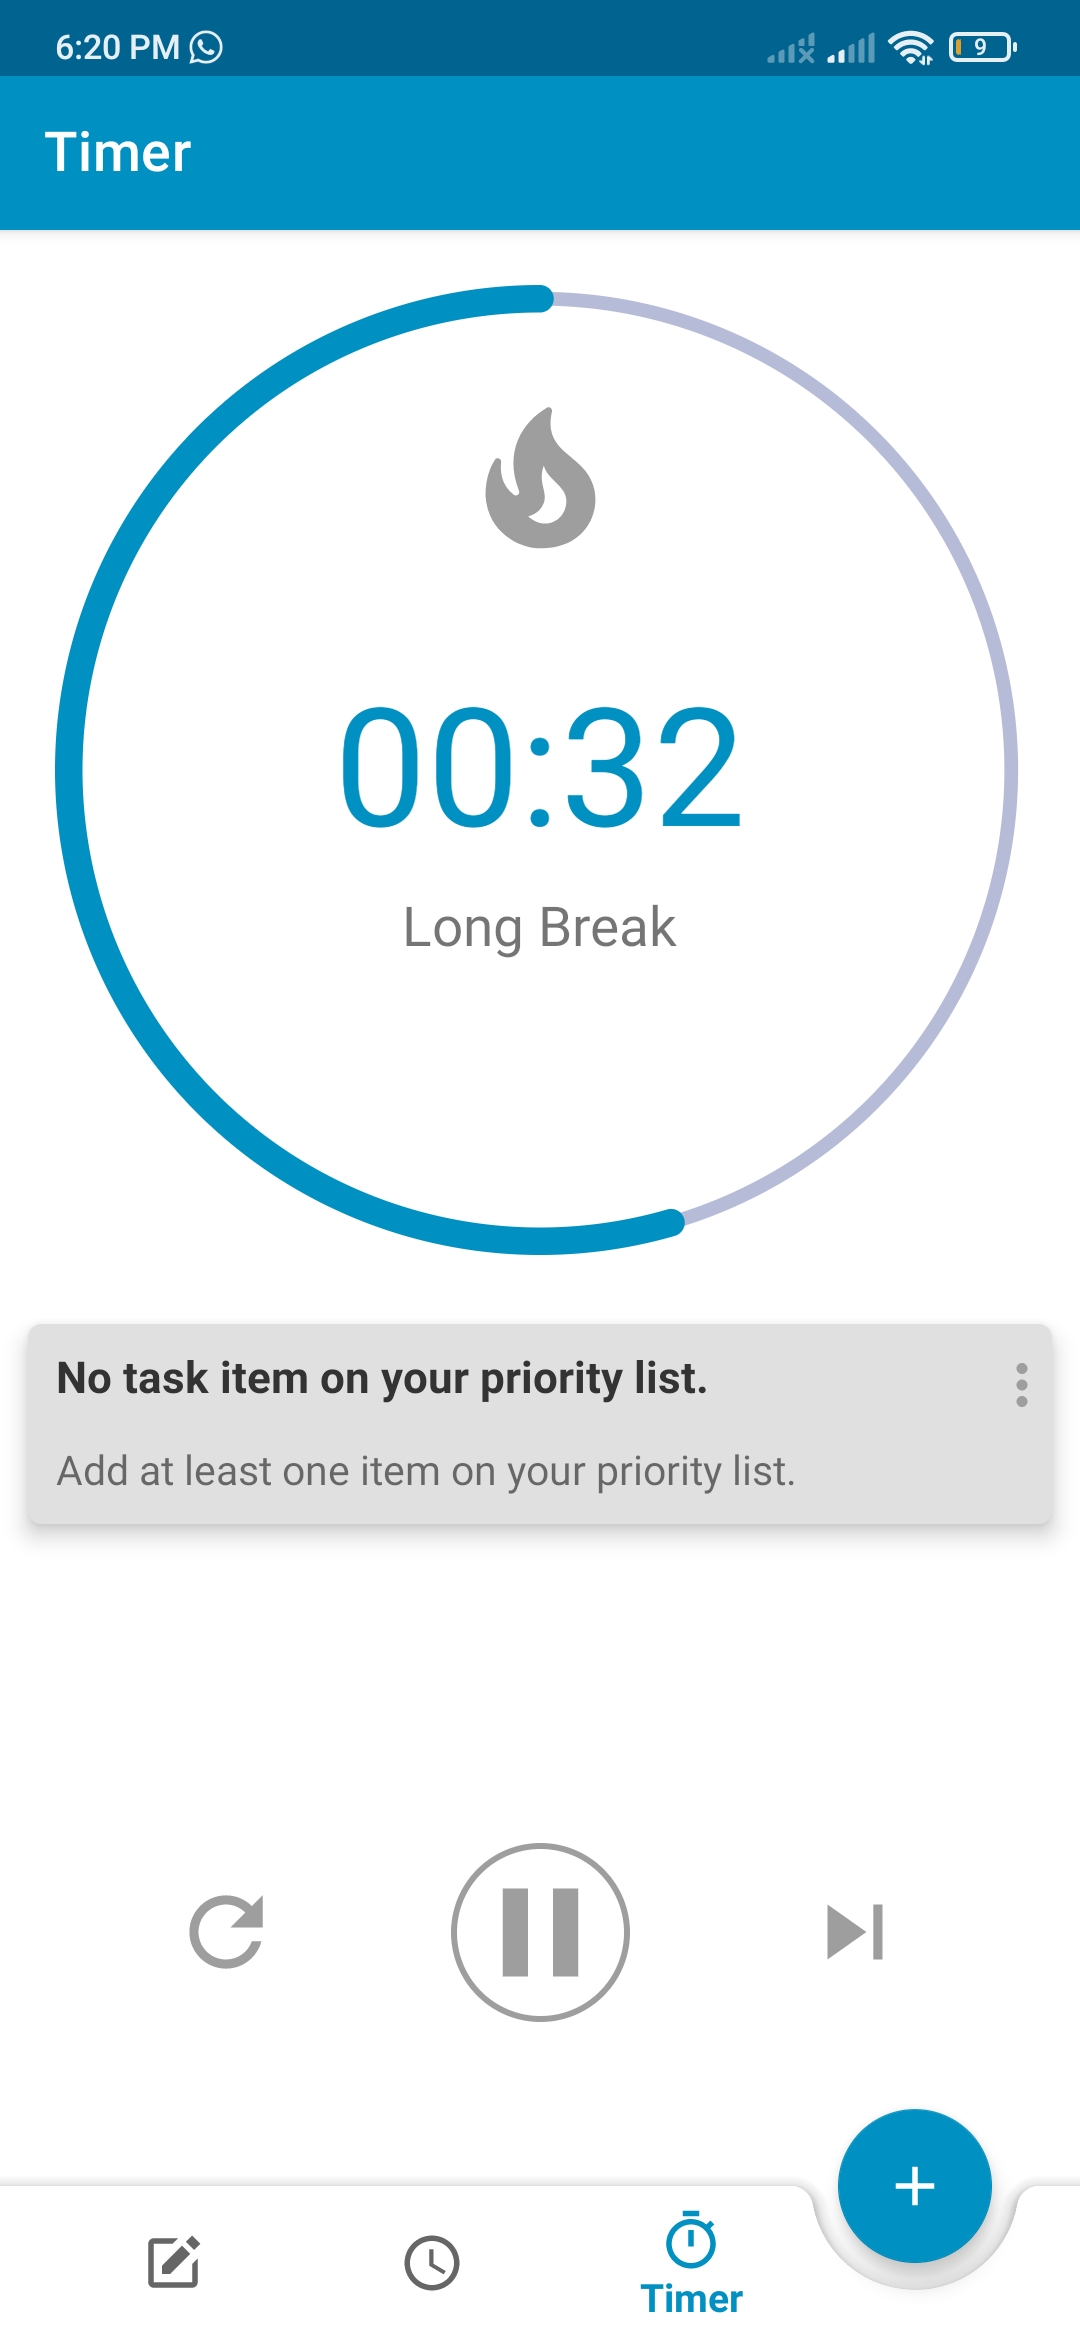 6:20 PM 9
Timer
00:32
Long Break
No task item on your priority list.
Add at least one item on your priority list.
Timer